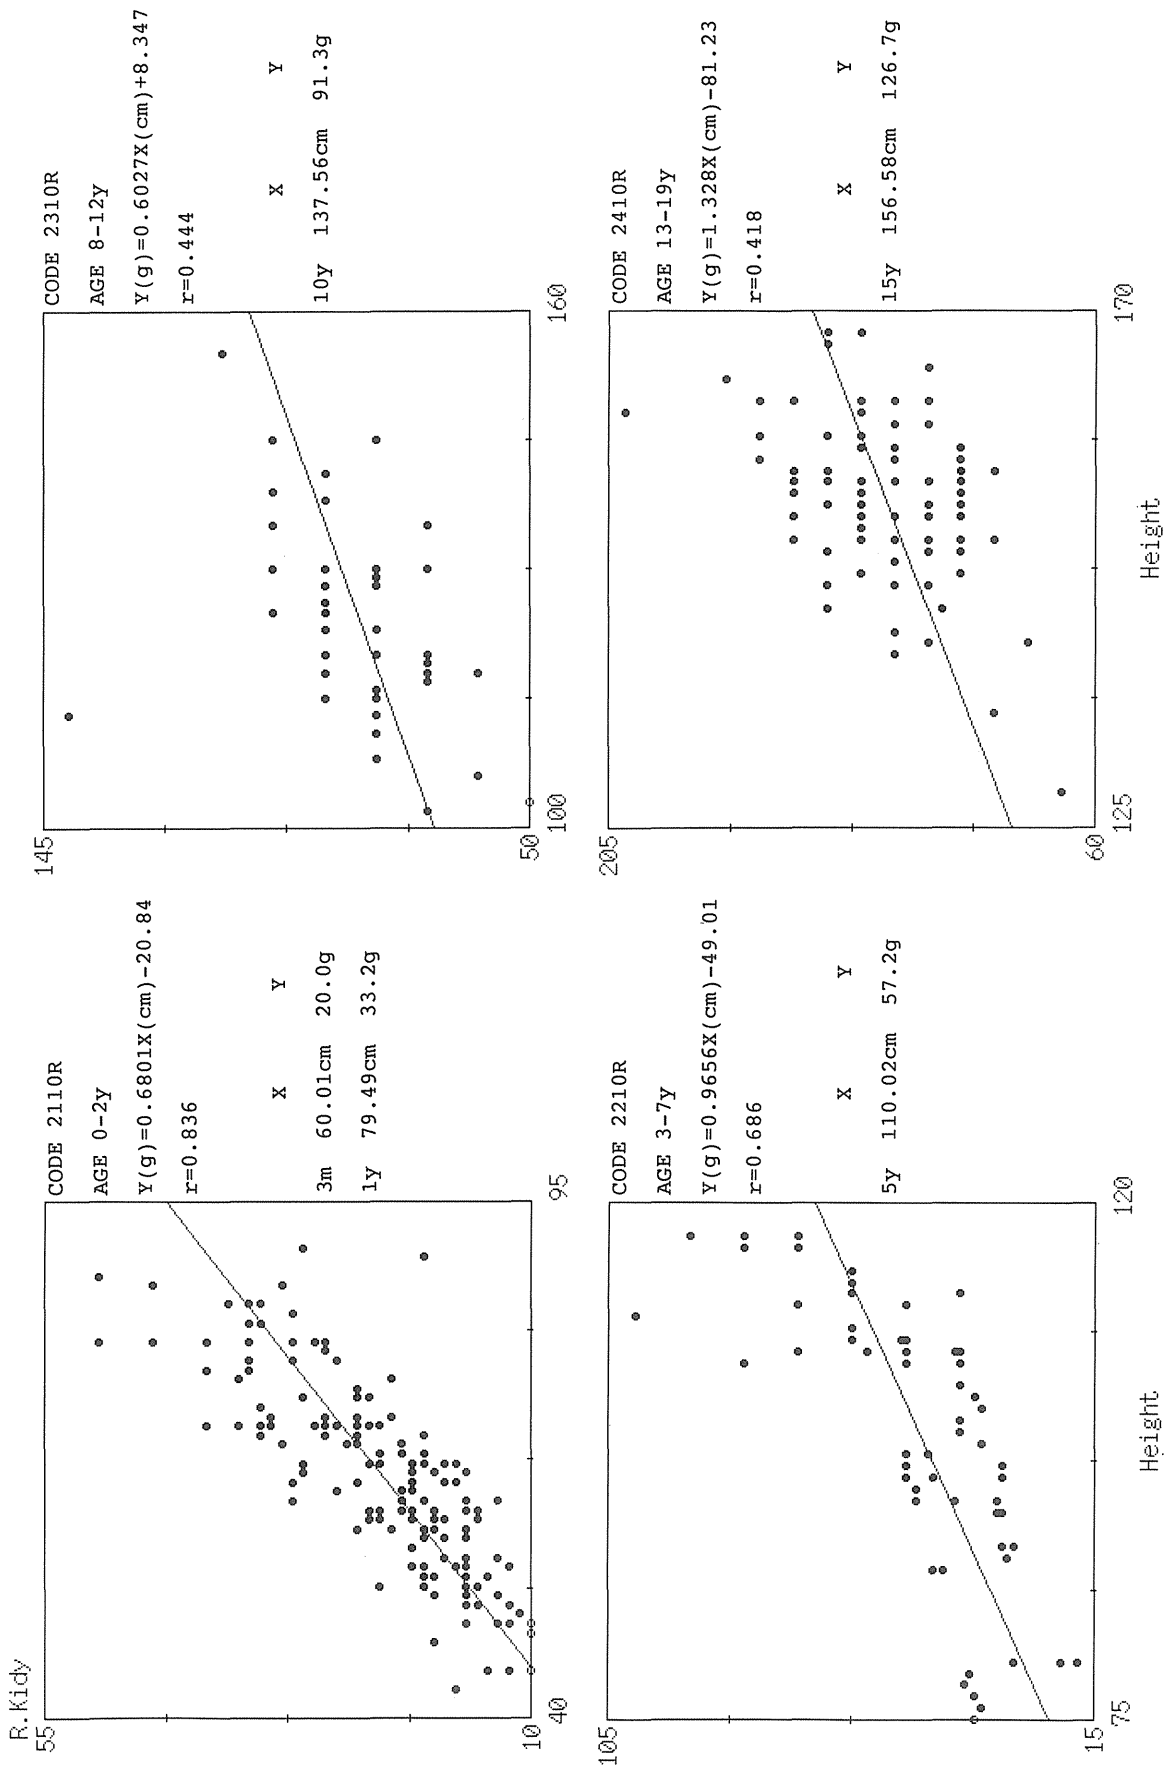 R.Kidy
55
10
40
95
CODE 2110R
AGE 0-2y
Y(g)=0.6801X(cm)-20.84
r=0.836
X Y
3m 60.01cm 20.0g
1y 79.49cm 33.2g
145
50
100
160
CODE 2310R
AGE 8-12y
Y(g)=0.6027X(cm)+8.347
r=0.444
X Y
10y 137.56cm 91.3g
105
15
75
120
Height
CODE 2210R
AGE 3-7y
Y(g)=0.9656X(cm)-49.01
r=0.686
X Y
5y 110.02cm 57.2g
205
60
125
170
Height
CODE 2410R
AGE 13-19y
Y(g)=1.328X(cm)-81.23
r=0.418
X Y
15y 156.58cm 126.7g